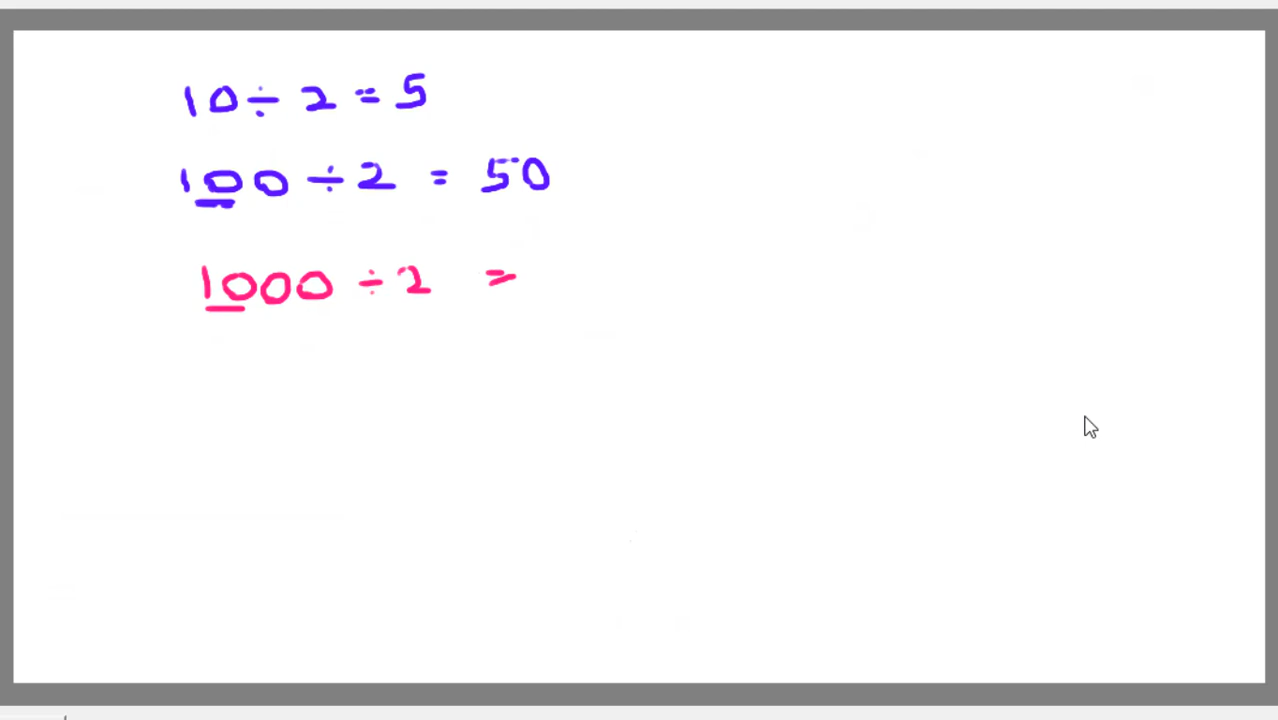 10 ÷ 2 = 5
100 ÷ 2 = 50
1000 ÷ 2 =